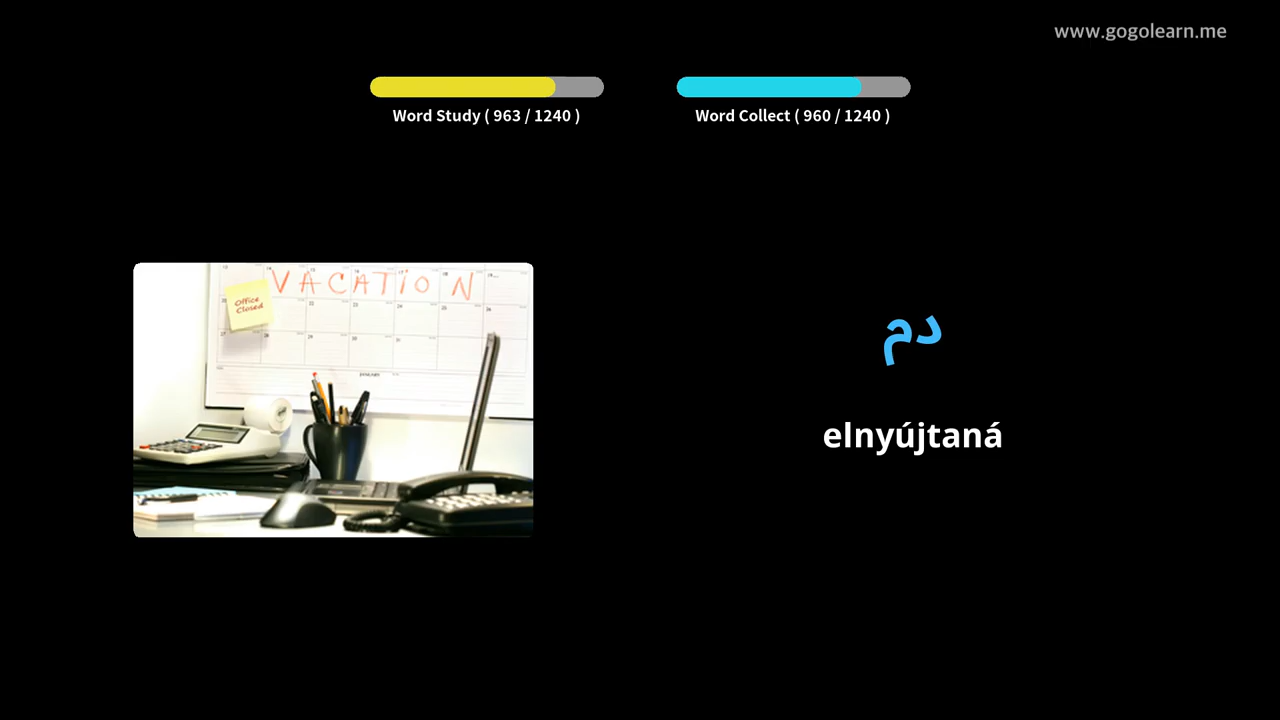 www.gogolearn.me
Word Study ( 963 / 1240 )
Word Collect ( 960 / 1240 )
VACATION
Office
Closed
دم
elnyújtaná